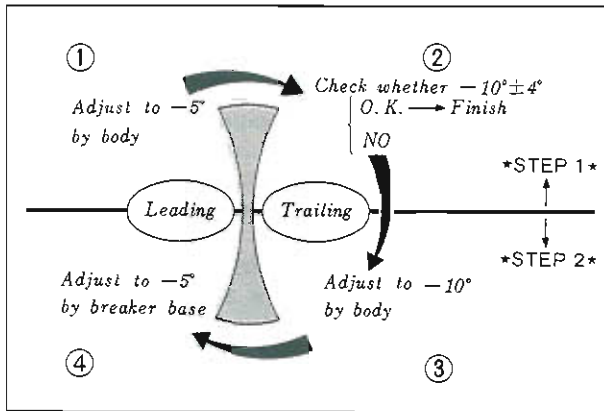 ①
②
Adjust to −5°
by body
Check whether −10°±4°
O. K. → Finish
NO
Leading
Trailing
*STEP 1*
*STEP 2*
Adjust to −5°
by breaker base
Adjust to −10°
by body
④
③